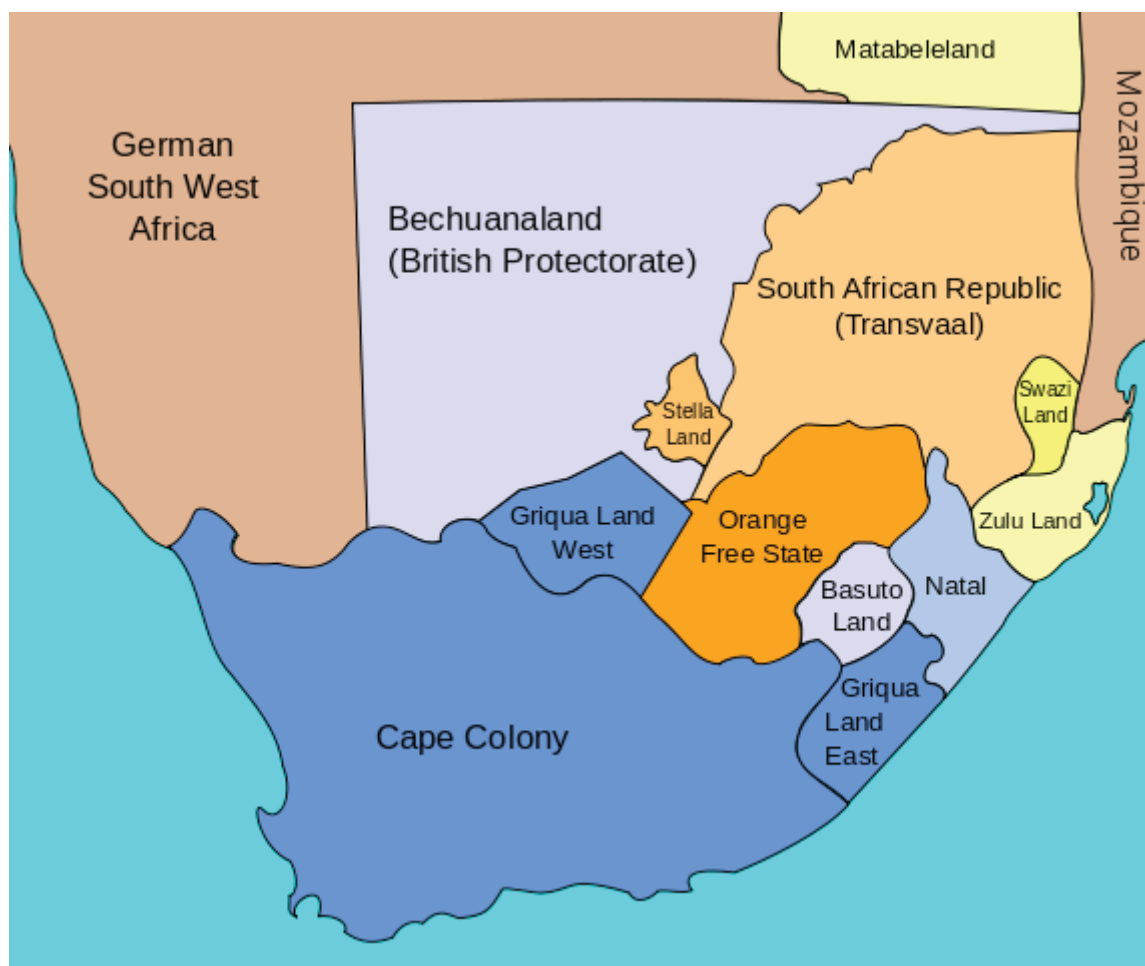 Matabeleland
Mozambique
German
South West
Africa
Bechuanaland
(British Protectorate)
South African Republic
(Transvaal)
Swazi
Land
Stella
Land
Griqua Land
West
Orange
Free State
Zulu Land
Basuto
Land
Natal
Griqua
Land
East
Cape Colony